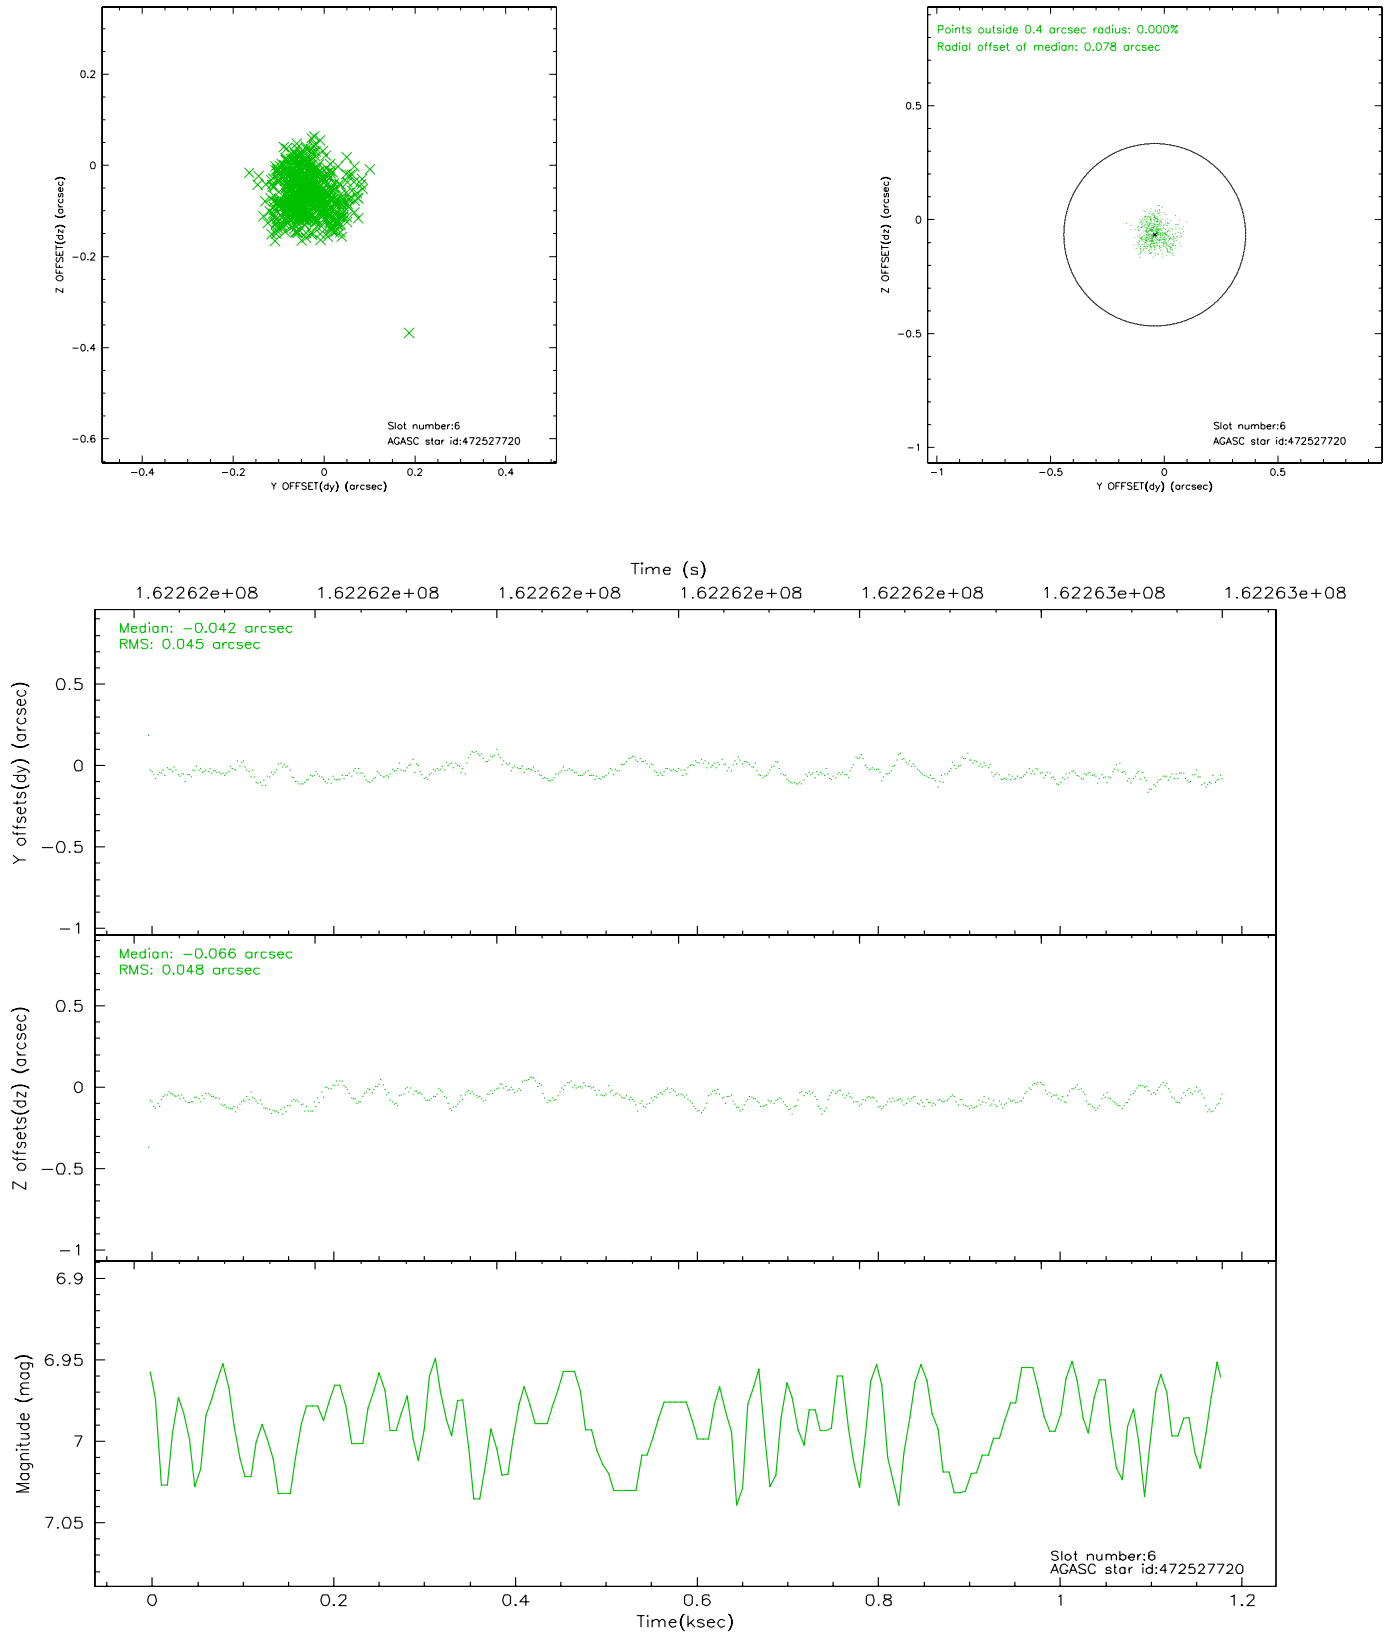 0.2
0
−0.2
−0.4
−0.6
Z OFFSET(dz) (arcsec)
Slot number:6
AGASC star id:472527720
−0.4
−0.2
0
0.2
0.4
Y OFFSET(dy) (arcsec)
Points outside 0.4 arcsec radius: 0.000%
Radial offset of median: 0.078 arcsec
0.5
0
−0.5
−1
Z OFFSET(dz) (arcsec)
Slot number:6
AGASC star id:472527720
−1
−0.5
0
0.5
Y OFFSET(dy) (arcsec)
Time (s)
1.62262e+08
1.62262e+08
1.62262e+08
1.62262e+08
1.62262e+08
1.62263e+08
1.62263e+08
Median: −0.042 arcsec
RMS: 0.045 arcsec
0.5
0
−0.5
−1
Y offsets(dy) (arcsec)
Median: −0.066 arcsec
RMS: 0.048 arcsec
0.5
0
−0.5
−1
Z offsets(dz) (arcsec)
6.9
6.95
7
7.05
Magnitude (mag)
Slot number:6
AGASC star id:472527720
0
0.2
0.4
0.6
0.8
1
1.2
Time(ksec)